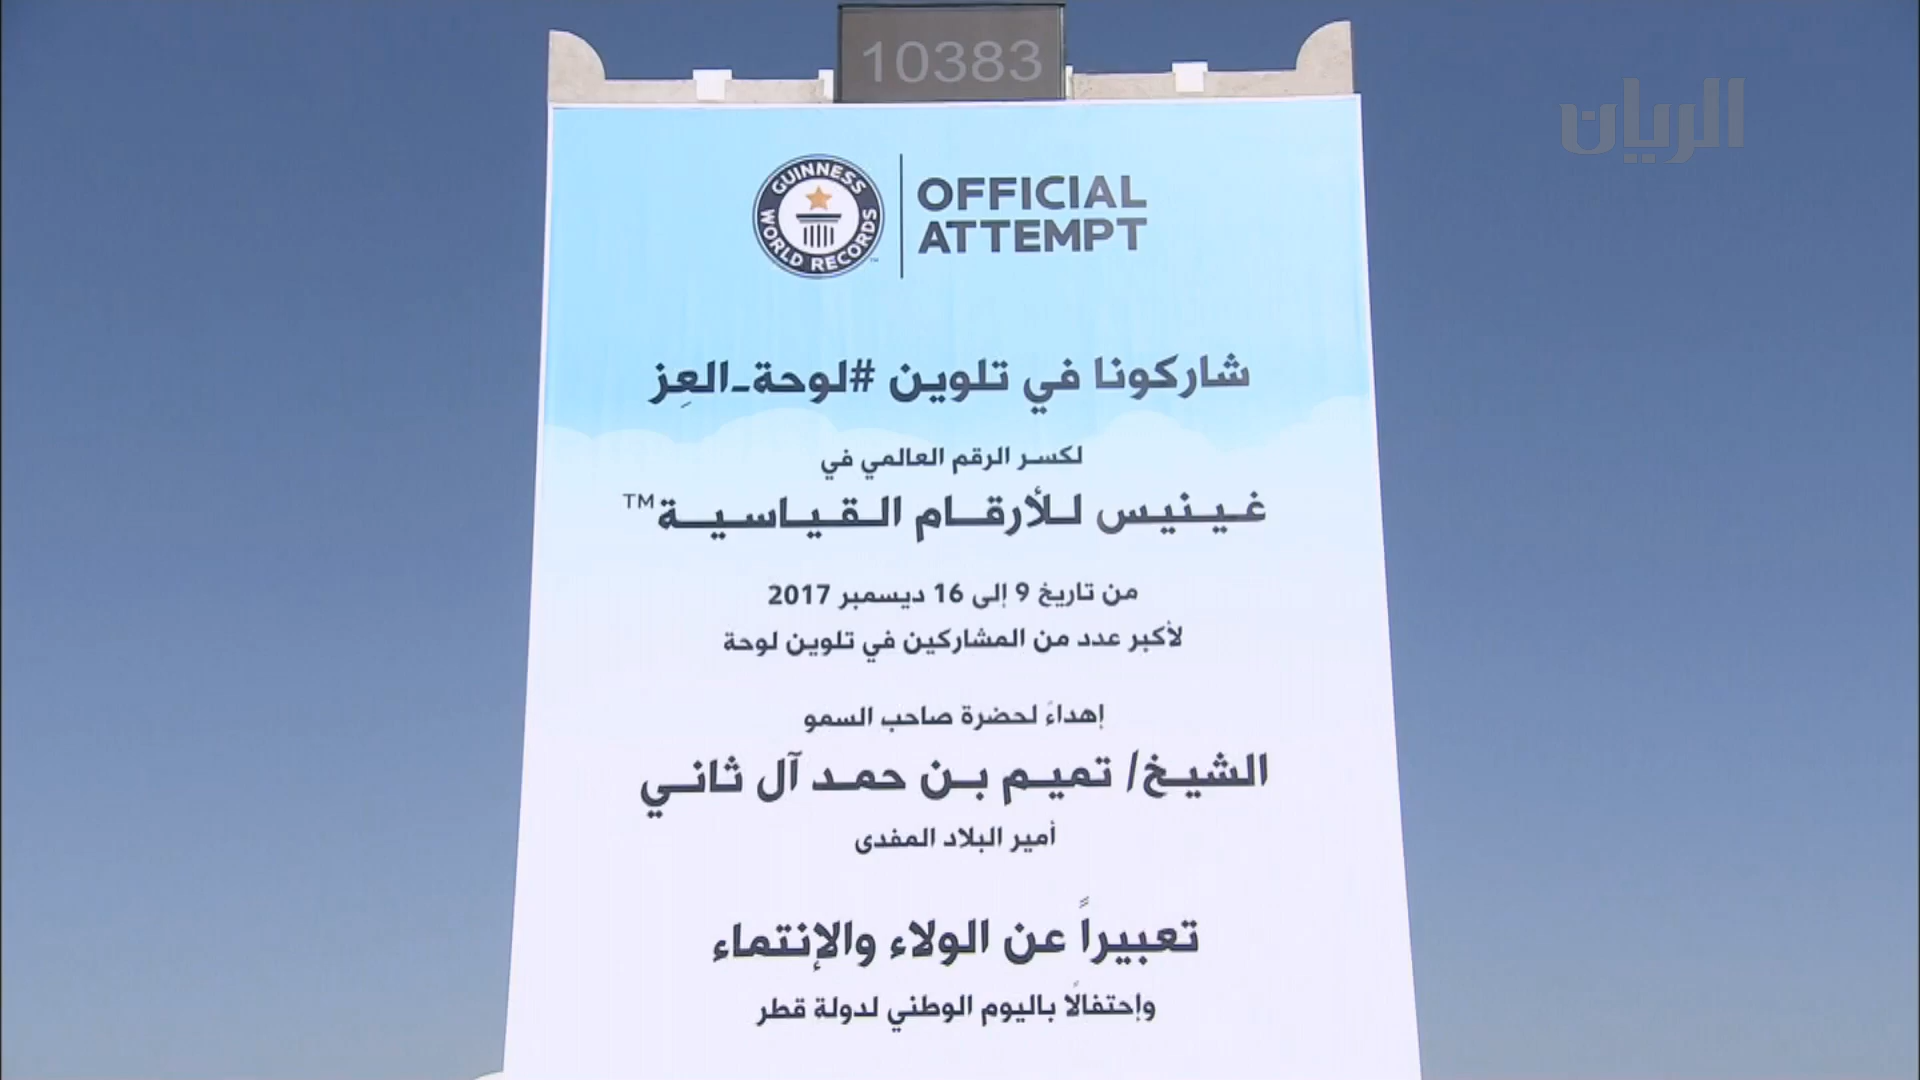 10383
الريان
GUINNESS WORLD RECORDS™
OFFICIAL
ATTEMPT
شاركونا في تلوين #لوحة_العِز
لكسر الرقم العالمي في
غينيس للأرقام القياسية™
من تاريخ 9 إلى 16 ديسمبر 2017
لأكبر عدد من المشاركين في تلوين لوحة
إهداءً لحضرة صاحب السمو
الشيخ/ تميم بن حمد آل ثاني
أمير البلاد المفدى
تعبيراً عن الولاء والإنتماء
وإحتفالًا باليوم الوطني لدولة قطر